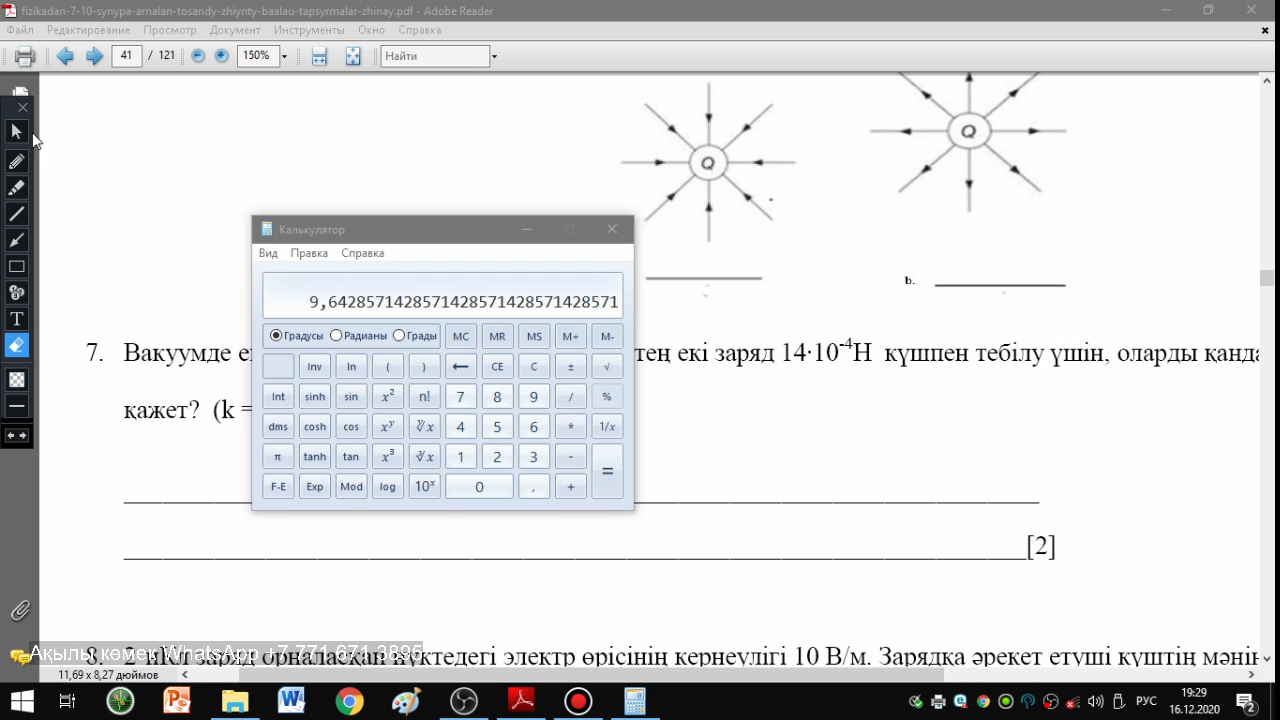 fizikadan-7-10-synypa-arnalan-tosandy-zhiynty-baalau-tapsyrmalar-zhinay.pdf - Adobe Reader
Файл Редактирование Просмотр Документ Инструменты Окно Справка
41 / 121 150% Найти
Q
Q
b.
Калькулятор
Вид Правка Справка
9,6428571428571428571428571428571
Градусы Радианы Грады MC MR MS M+ M-
Inv ln ( ) ← CE C ± √
Int sinh sin x² n! 7 8 9 / %
dms cosh cos xʸ ʸ√x 4 5 6 * 1/x
π tanh tan x³ ³√x 1 2 3 - =
F-E Exp Mod log 10ˣ 0 , +
7. Вакуумде тең екі заряд 14·10⁻⁴Н күшпен тебілу үшін, оларды
қажет? (k =
[2]
8. 2 нКл заряд орналасқан нүктедегі электр өрісінің кернеулігі 10 В/м. Зарядқа әрекет етуші күштің
Ақылы көмек WhatsApp +7 771 671 3895
11,69 x 8,27 дюймов
РУС 19:29
16.12.2020
2